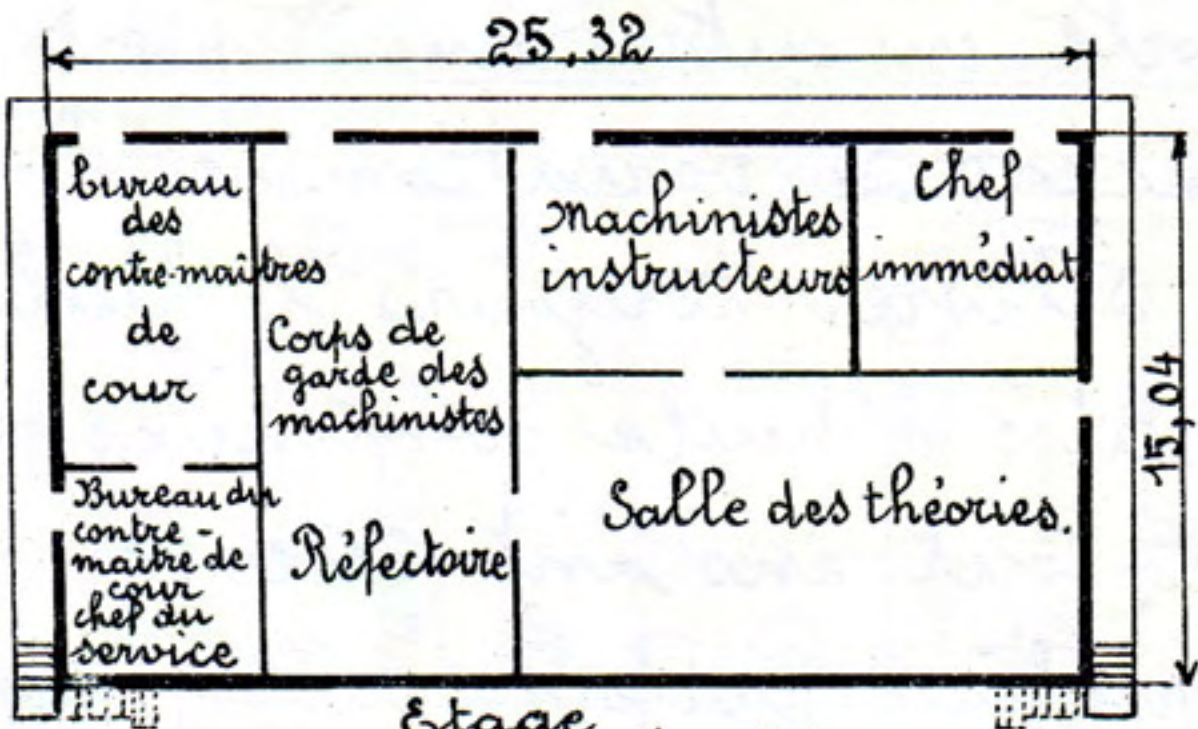 25,32
bureau
des
contre-maîtres
de
cour
Bureau du
contre-
maître de
cour
chef du
service
Corps de
garde des
machinistes
Réfectoire
machinistes
instructeurs
Chef
immédiat
Salle des théories.
15,04
Etage